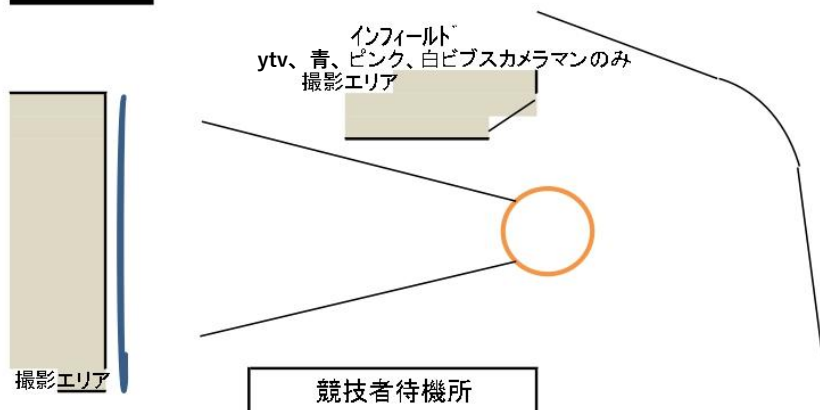 インフィールド
ytv、青、ピンク、白ビブスカメラマンのみ
撮影エリア
撮影エリア
競技者待機所